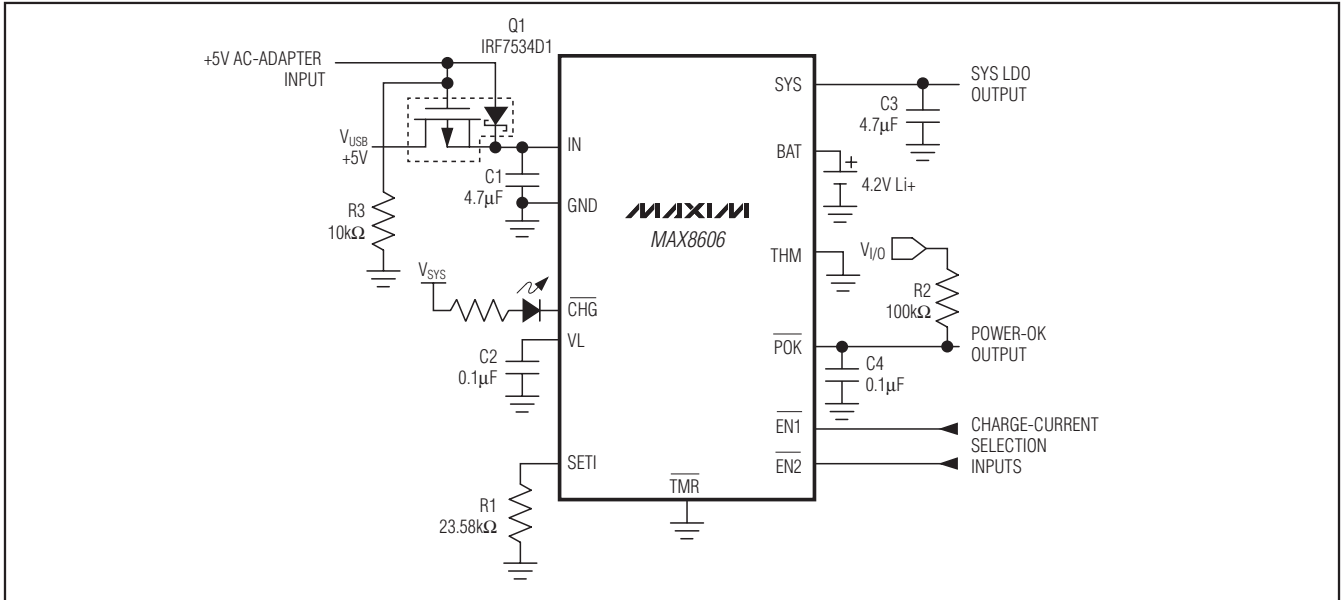 Q1
IRF7534D1
+5V AC-ADAPTER
INPUT
VUSB
+5V
R3
10kΩ
C1
4.7μF
VSYS
C2
0.1μF
R1
23.58kΩ
IN
GND
CHG
VL
SETI
MAXIM
MAX8606
TMR
SYS
BAT
THM
POK
EN1
EN2
C3
4.7μF
SYS LDO
OUTPUT
+
4.2V Li+
VI/O
R2
100kΩ
POWER-OK
OUTPUT
C4
0.1μF
CHARGE-CURRENT
SELECTION
INPUTS